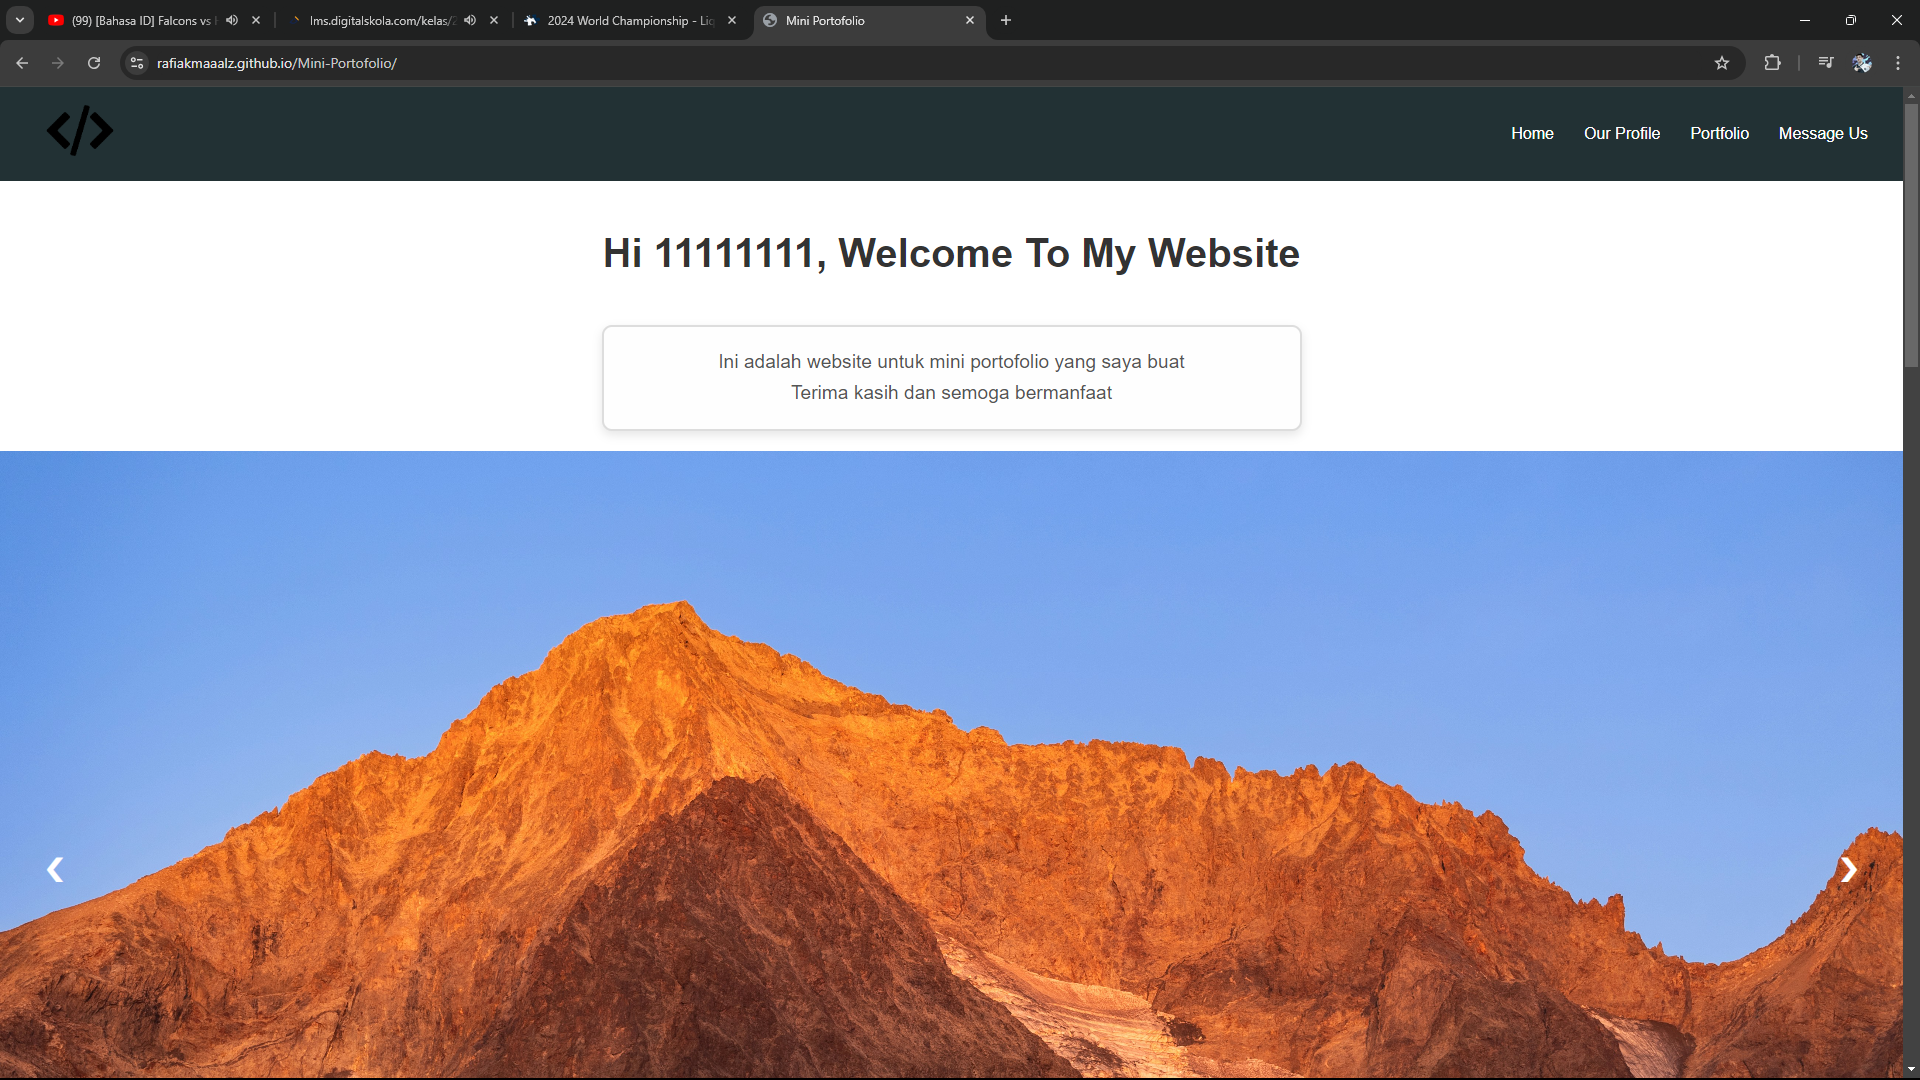 (99) [Bahasa ID] Falcons vs
lms.digitalskola.com/kelas/
2024 World Championship - Liq
Mini Portofolio
rafiakmaaalz.github.io/Mini-Portofolio/
</>
Home
Our Profile
Portfolio
Message Us
Hi 11111111, Welcome To My Website
Ini adalah website untuk mini portofolio yang saya buat
Terima kasih dan semoga bermanfaat